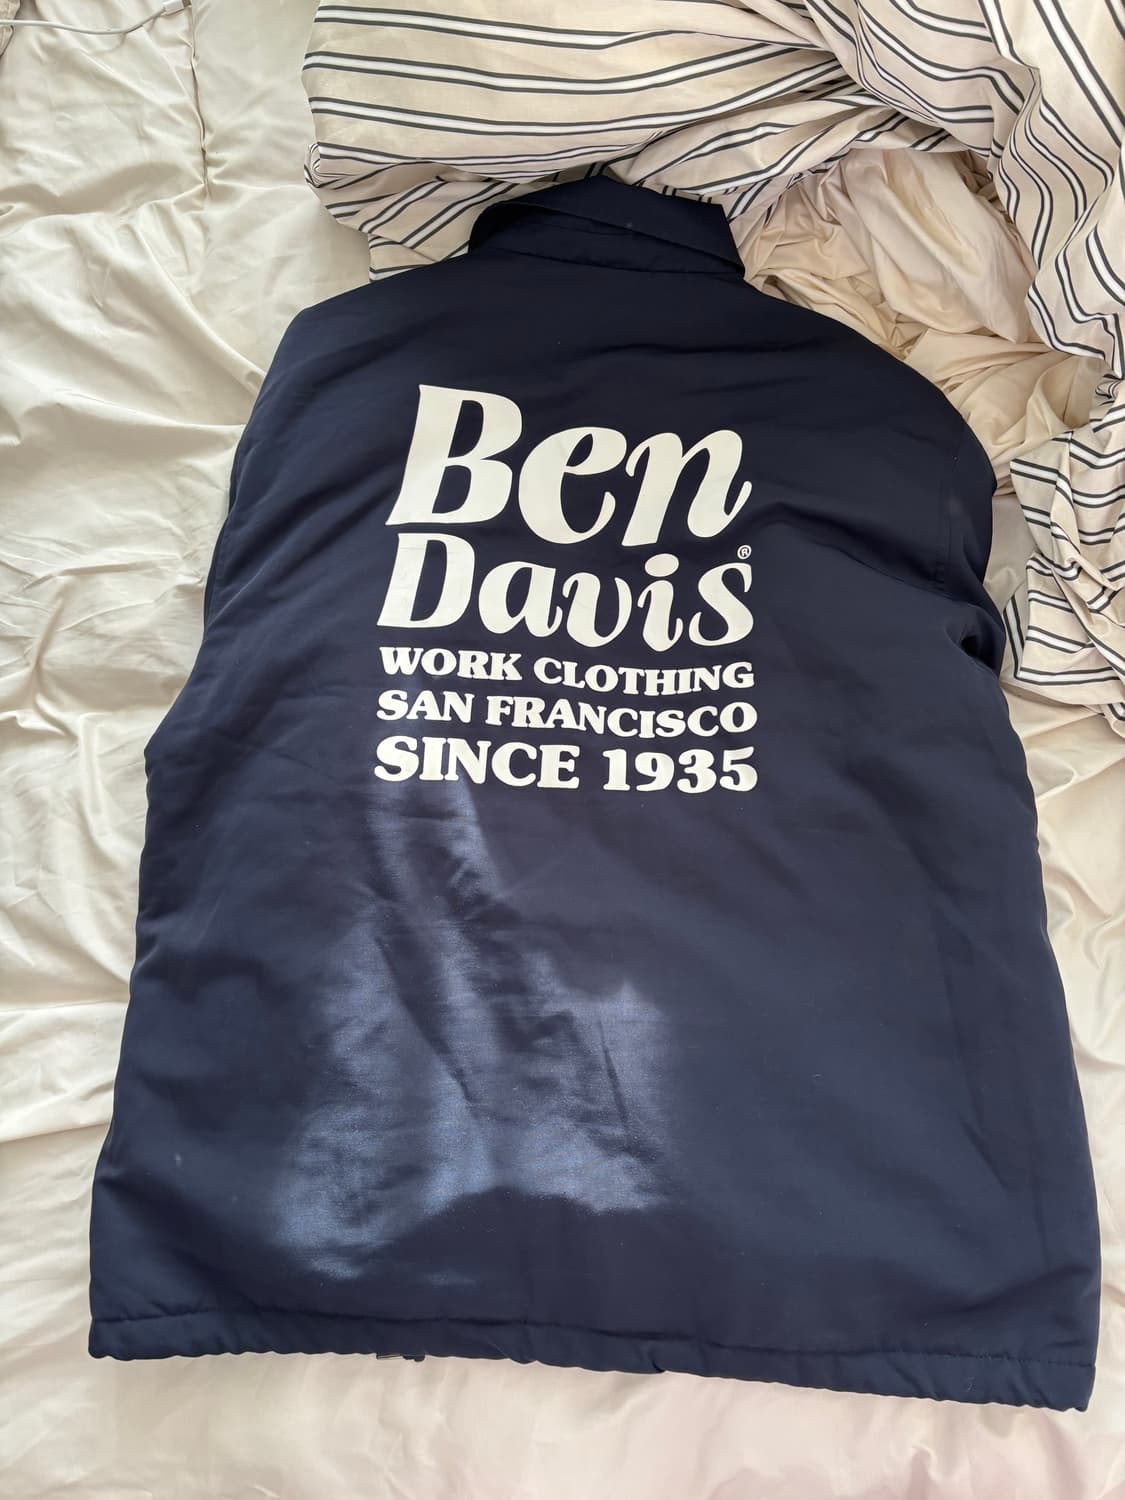 Ben
Davis®
WORK CLOTHING
SAN FRANCISCO
SINCE 1935